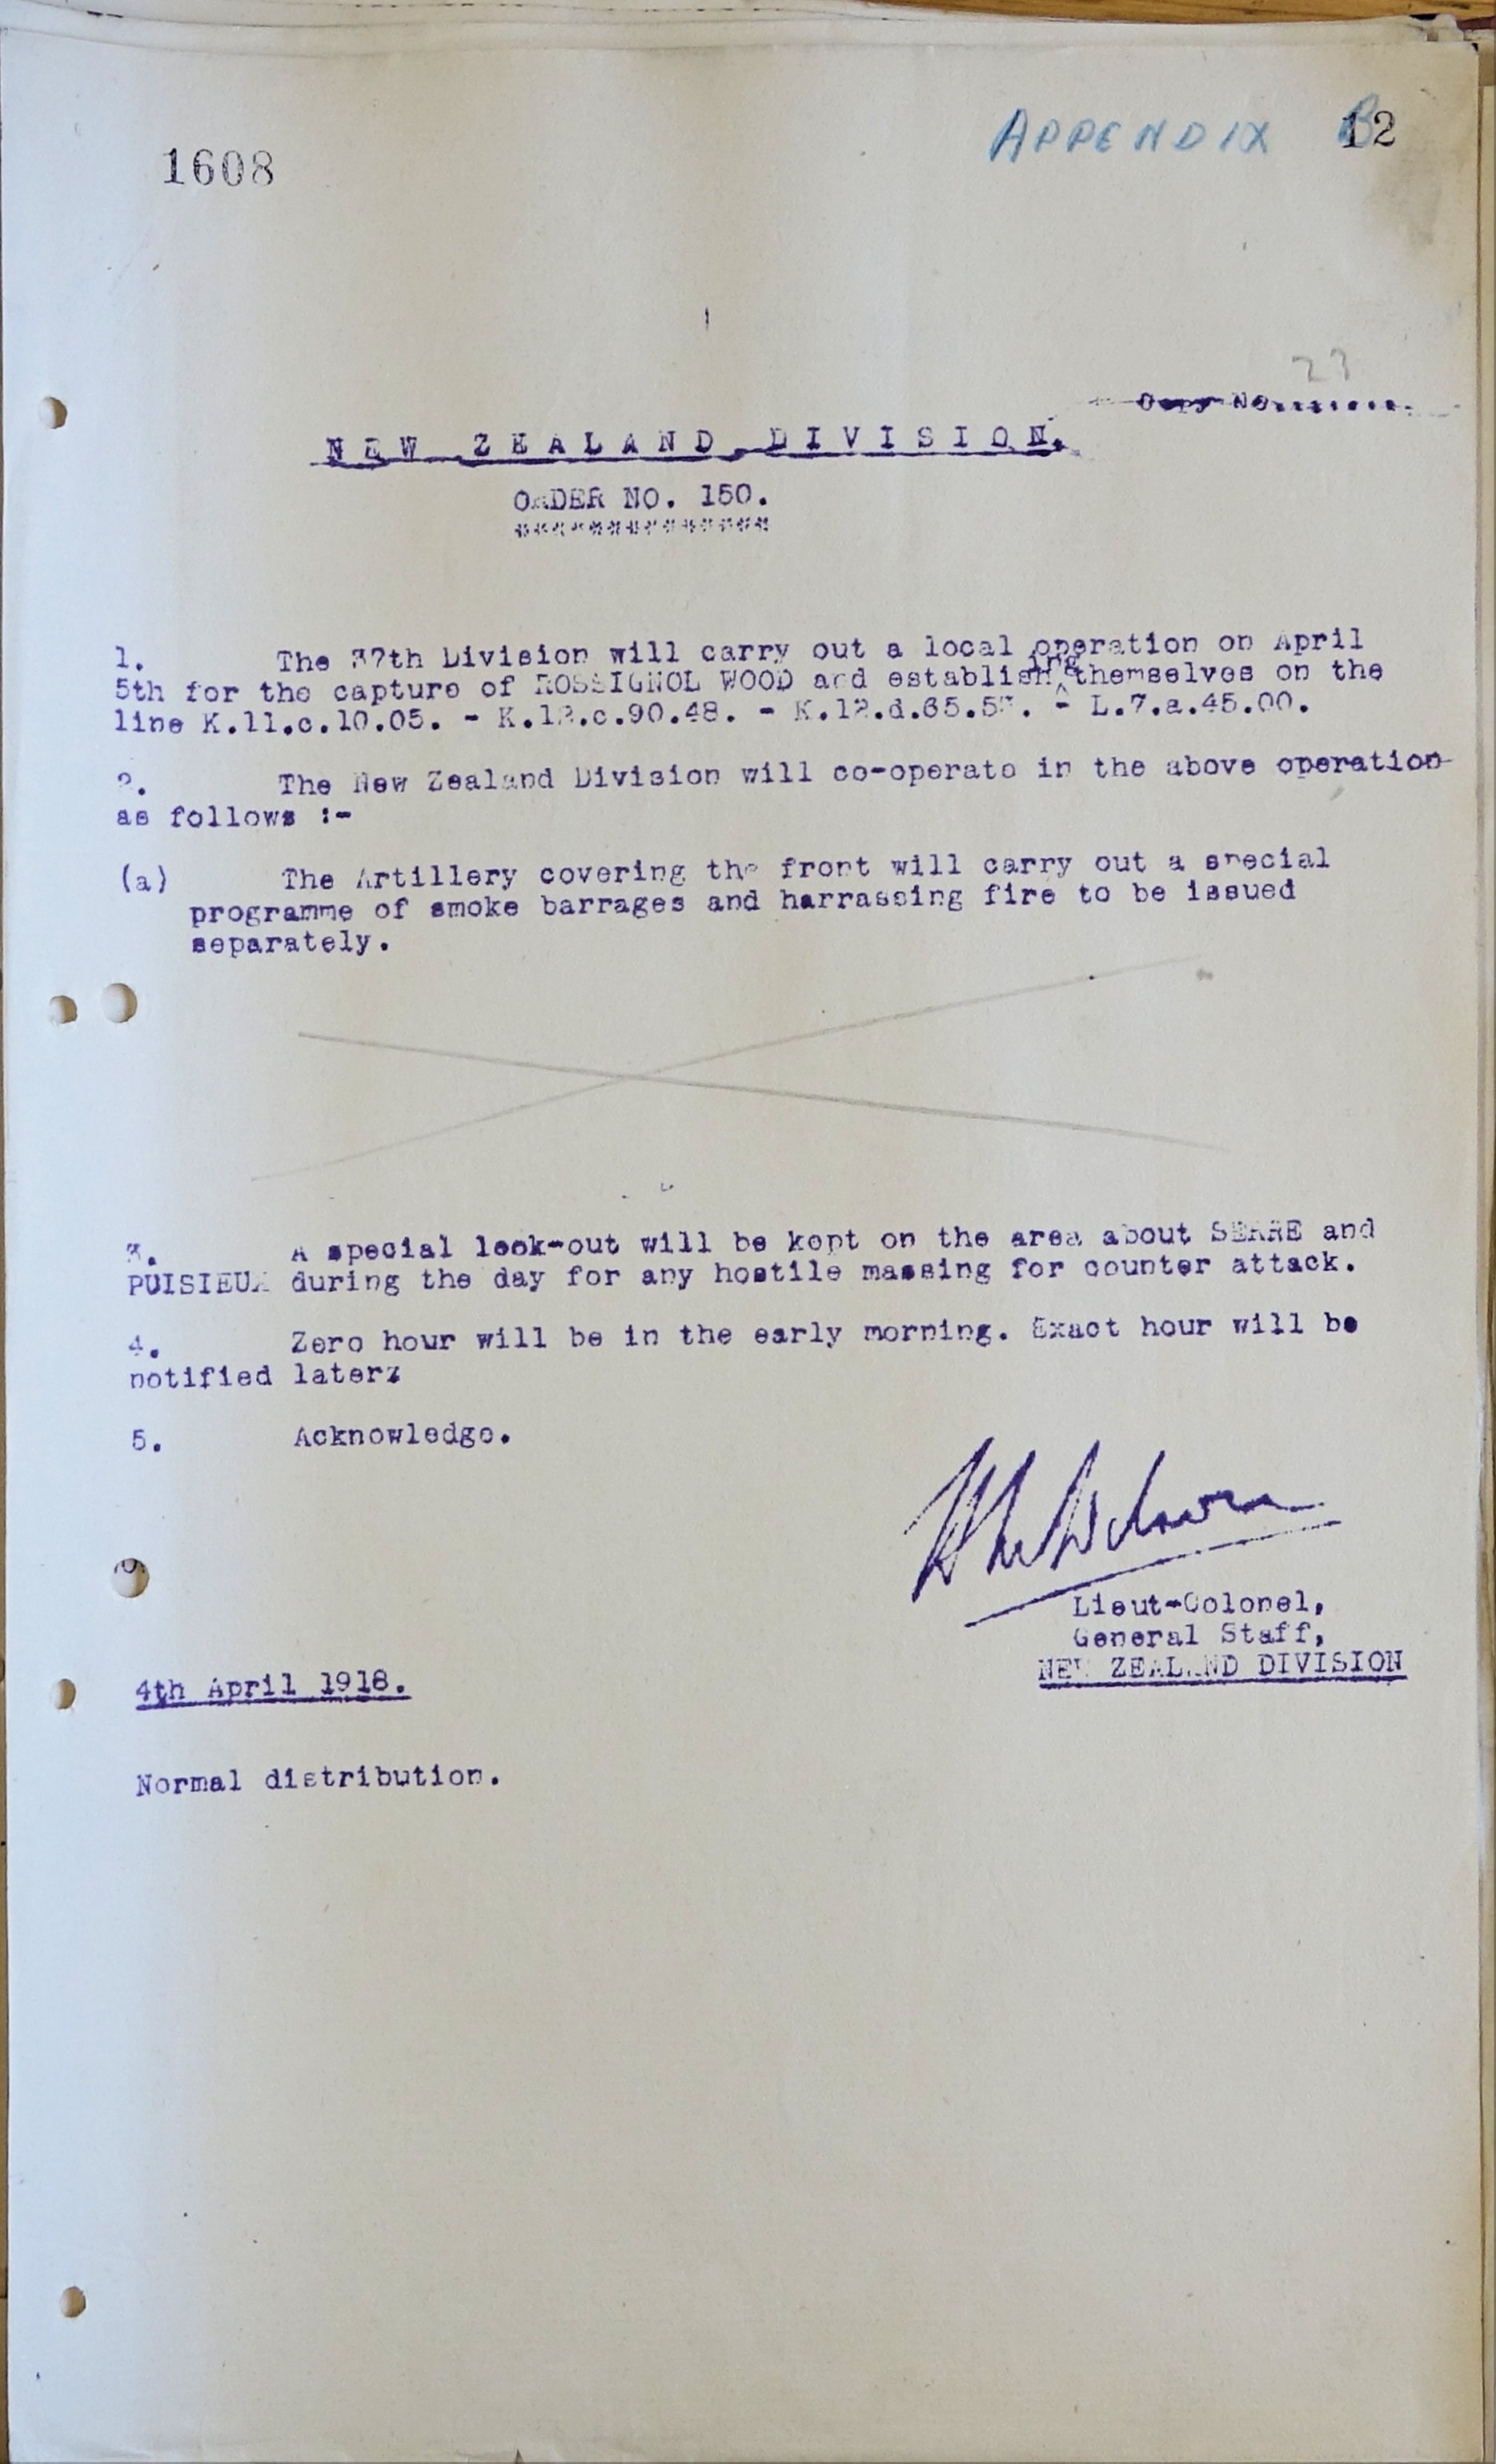 APPENDIX B 12
1608
23
Copy No........
NEW ZEALAND DIVISION.
ORDER NO. 150.
**************
1. The 37th Division will carry out a local operation on April
5th for the capture of ROSSIGNOL WOOD and establishing themselves on the
line K.11.c.10.05. - K.12.c.90.48. - K.12.d.65.5 . - L.7.a.45.00.
2. The New Zealand Division will co-operate in the above operation
as follows :-
(a) The Artillery covering the front will carry out a special
programme of smoke barrages and harrassing fire to be issued
separately.
3. A special look-out will be kept on the area about SERRE and
PUISIEUX during the day for any hostile massing for counter attack.
4. Zero hour will be in the early morning. Exact hour will be
notified laterz
5. Acknowledge.
Lieut-Colonel,
General Staff,
NEW ZEALAND DIVISION
4th April 1918.
Normal distribution.